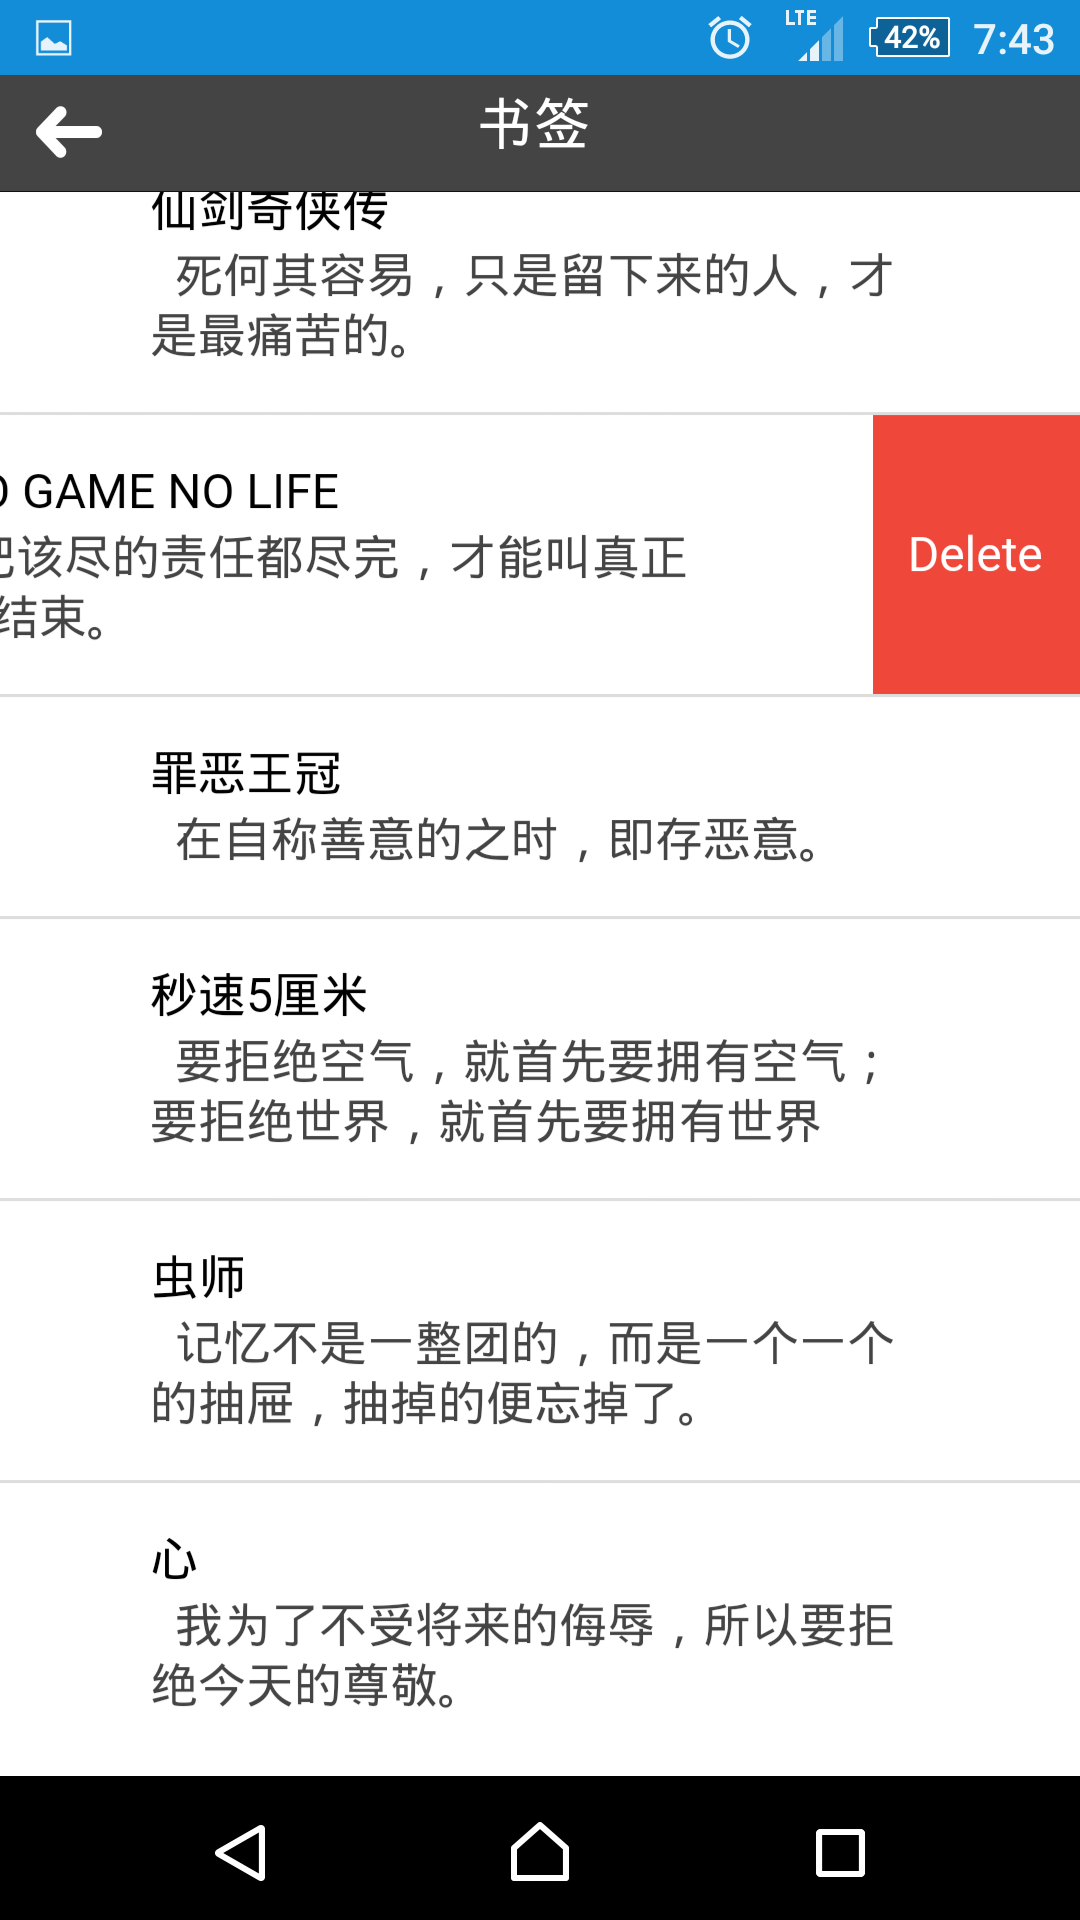 LTE
42%
7:43
书签
仙剑奇侠传
死何其容易，只是留下来的人，才
是最痛苦的。
GAME NO LIFE
该尽的责任都尽完，才能叫真正
结束。
Delete
罪恶王冠
在自称善意的之时，即存恶意。
秒速5厘米
要拒绝空气，就首先要拥有空气；
要拒绝世界，就首先要拥有世界
虫师
记忆不是一整团的，而是一个一个
的抽屉，抽掉的便忘掉了。
心
我为了不受将来的侮辱，所以要拒
绝今天的尊敬。